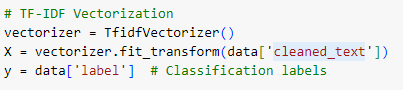 # TF-IDF Vectorization
vectorizer = TfidfVectorizer()
X = vectorizer.fit_transform(data['cleaned_text'])
y = data['label']  # Classification labels